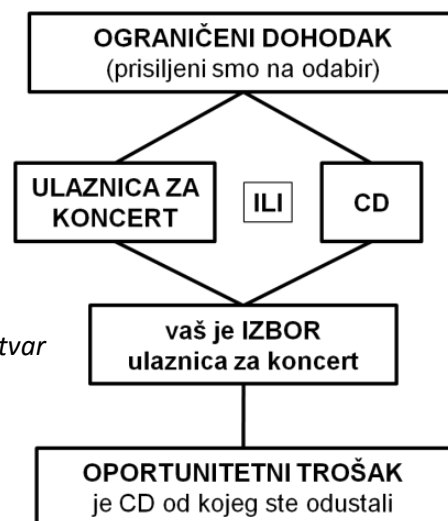 OGRANIČENI DOHODAK
(prisiljeni smo na odabir)
ULAZNICA ZA
KONCERT
ILI
CD
tvar
vaš je IZBOR
ulaznica za koncert
OPORTUNITETNI TROŠAK
je CD od kojeg ste odustali